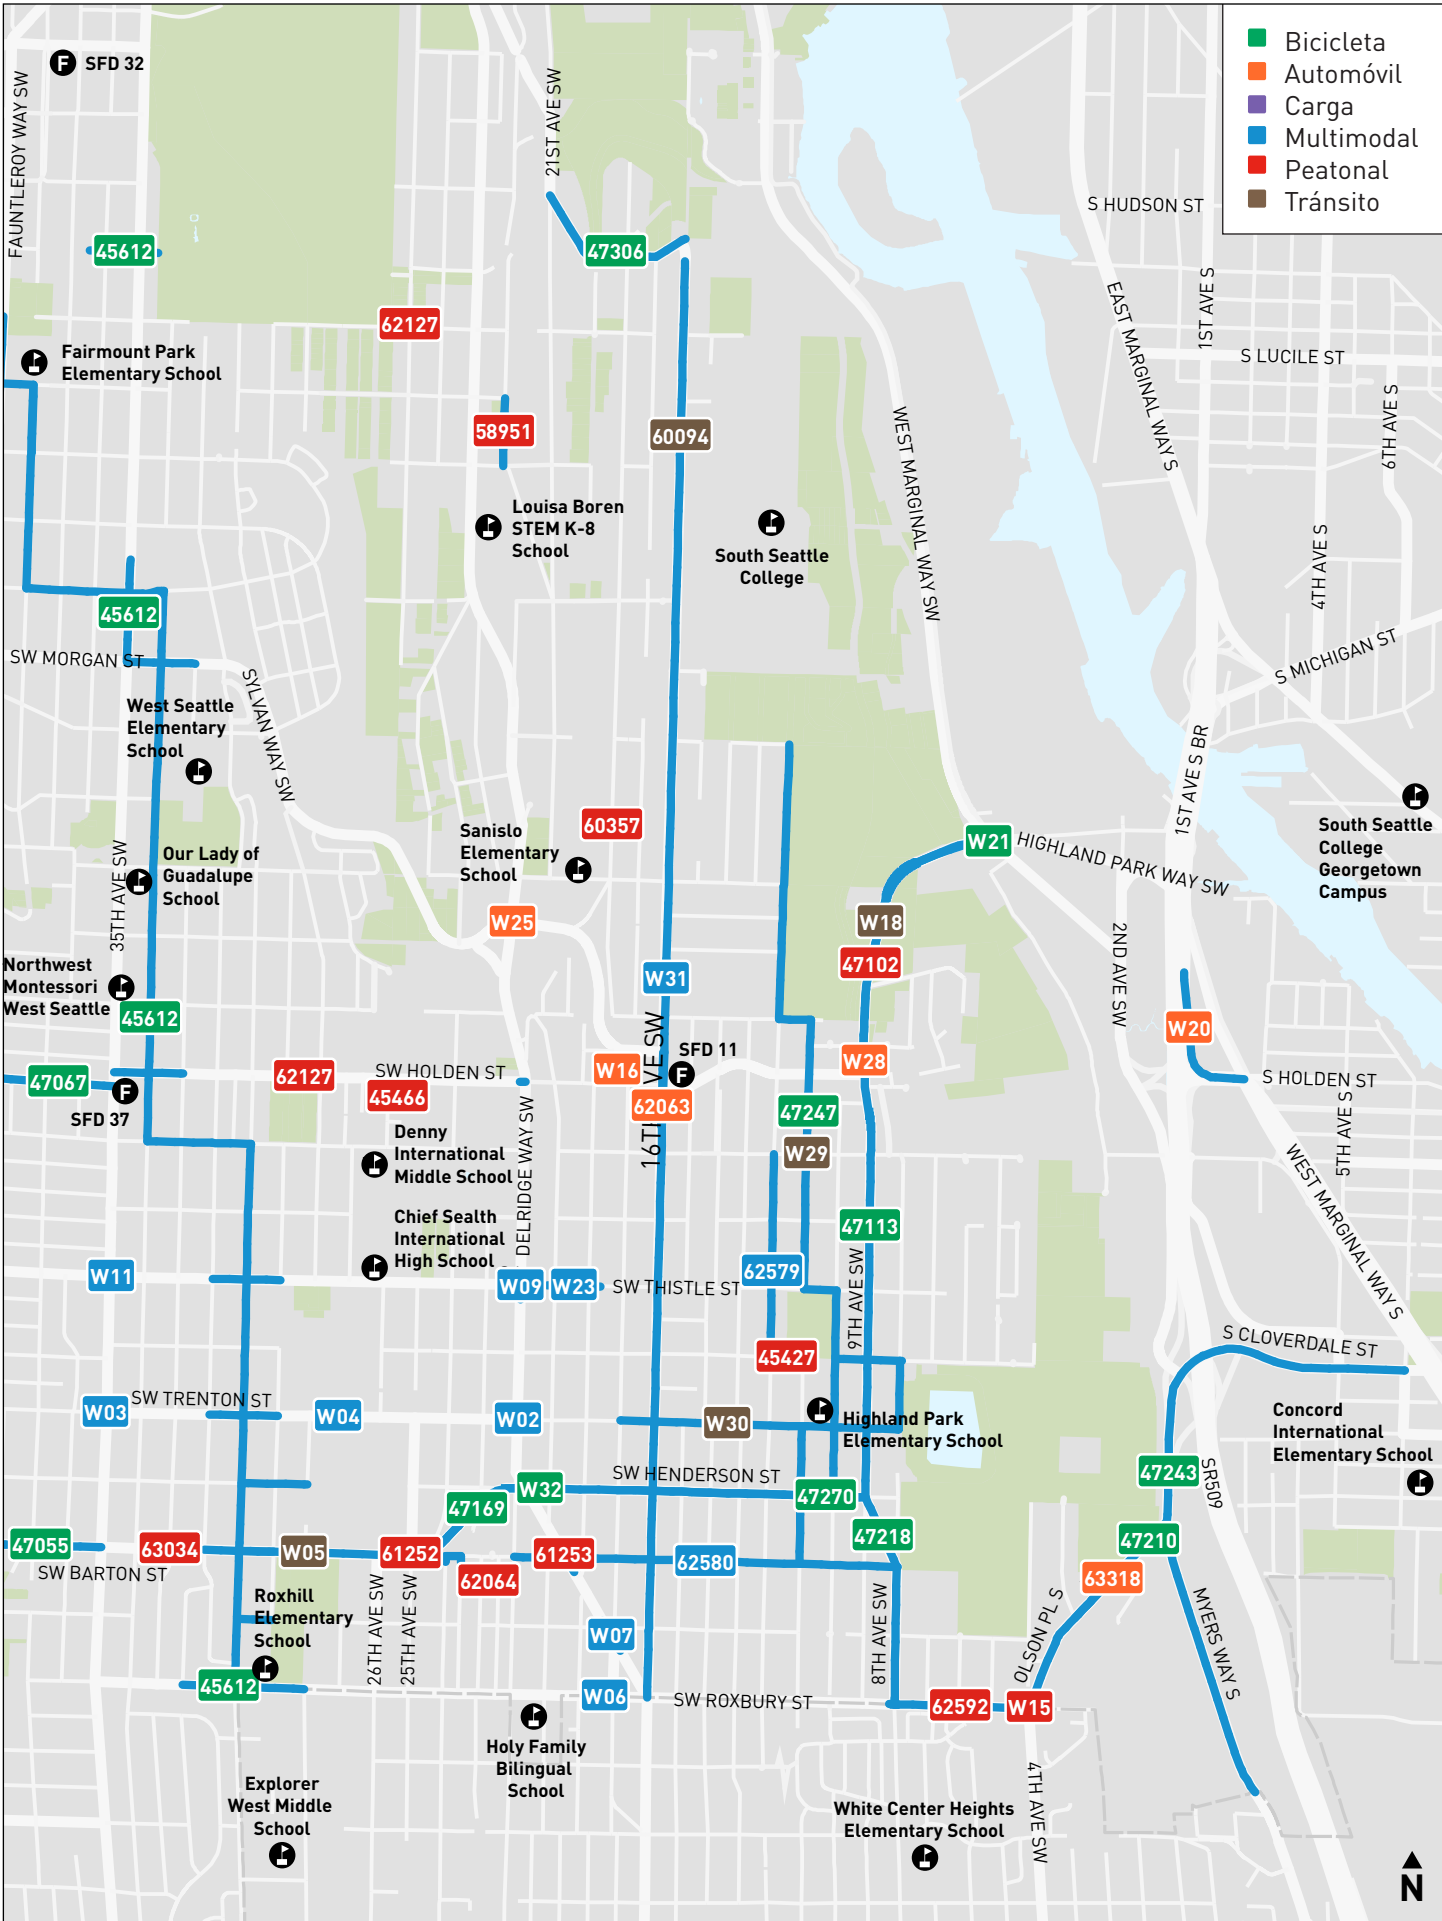 Bicicleta
Automóvil
Carga
Multimodal
Peatonal
Tránsito
SFD 32
FAUNTLEROY WAY SW
21ST AVE SW
45612
47306
S HUDSON ST
1ST AVE S
EAST MARGINAL WAY S
62127
Fairmount Park
Elementary School
S LUCILE ST
6TH AVE S
58951
60094
WEST MARGINAL WAY SW
Louisa Boren
STEM K-8
School
South Seattle
College
4TH AVE S
45612
SW MORGAN ST
S MICHIGAN ST
SYLVAN WAY SW
West Seattle
Elementary
School
1ST AVE S BR
60357
Sanislo
Elementary
School
W21
HIGHLAND PARK WAY SW
South Seattle
College
Georgetown
Campus
35TH AVE SW
Our Lady of
Guadalupe
School
W25
W18
47102
2ND AVE SW
Northwest
Montessori
West Seattle
45612
W31
W20
16TH AVE SW
SFD 11
W16
W28
47067
62127
SW HOLDEN ST
45466
S HOLDEN ST
SFD 37
62063
47247
5TH AVE S
Denny
International
Middle School
DELRIDGE WAY SW
W29
WEST MARGINAL WAY S
Chief Sealth
International
High School
47113
W11
W09
W23
SW THISTLE ST
62579
9TH AVE SW
S CLOVERDALE ST
45427
W03
SW TRENTON ST
W04
W02
W30
Highland Park
Elementary School
Concord
International
Elementary School
SW HENDERSON ST
47243
SR509
W32
47270
47169
47055
63034
W05
61252
61253
62580
47218
47210
SW BARTON ST
62064
63318
Roxhill
Elementary
School
26TH AVE SW
25TH AVE SW
8TH AVE SW
OLSON PL S
MYERS WAY S
W07
45612
W06
SW ROXBURY ST
62592
W15
Holy Family
Bilingual
School
Explorer
West Middle
School
4TH AVE SW
White Center Heights
Elementary School
N